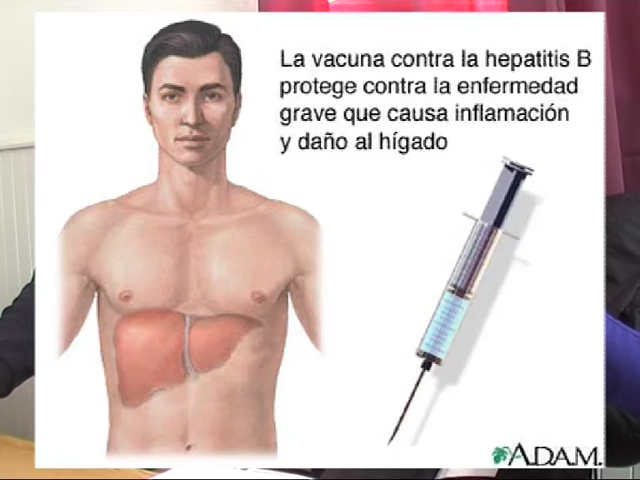 La vacuna contra la hepatitis B
protege contra la enfermedad
grave que causa inflamación
y daño al hígado
A.D.A.M.